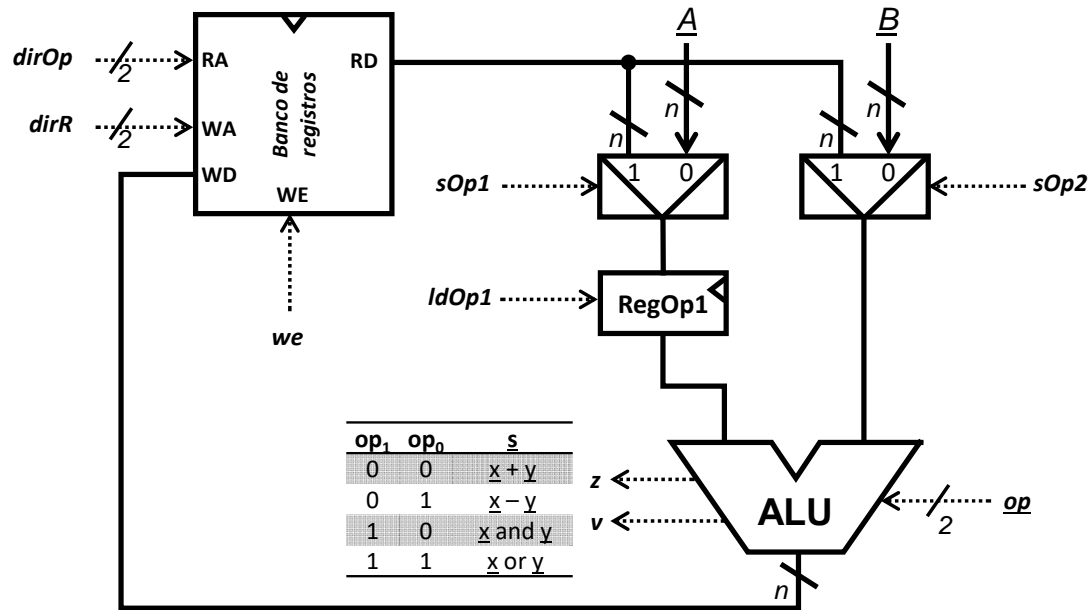 A B
dirOp 2 RA RD
Banco de registros
dirR 2 WA
n n n n
WD
WE
sOp1 1 0 1 0 sOp2
ldOp1 RegOp1
we
op1 op0 s
0 0 x + y
0 1 x – y
1 0 x and y
1 1 x or y
z
v
ALU
2 op
n